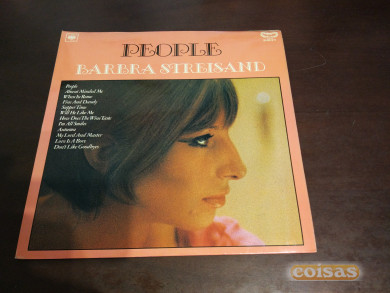 CBS
PEOPLE
BARBRA STREISAND
People
Absent Minded Me
When In Rome
Fine And Dandy
Supper Time
Will He Like Me
How Does The Wine Taste
I'm All Smiles
Autumn
My Lord And Master
Love Is A Bore
Don't Like Goodbyes
coisas